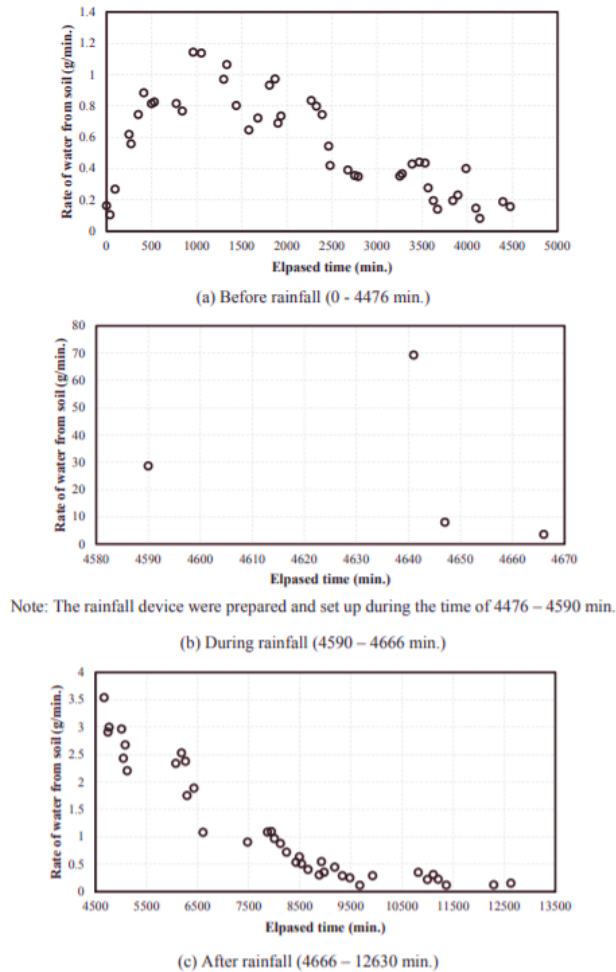 1.4
1.2
1
0.8
0.6
0.4
0.2
0
Rate of water from soil (g/min.)
0 500 1000 1500 2000 2500 3000 3500 4000 4500 5000
Elpased time (min.)
(a) Before rainfall (0 - 4476 min.)
80
70
60
50
40
30
20
10
0
Rate of water from soil (g/min.)
4580 4590 4600 4610 4620 4630 4640 4650 4660 4670
Elpased time (min.)
Note: The rainfall device were prepared and set up during the time of 4476 – 4590 min.
(b) During rainfall (4590 – 4666 min.)
4
3.5
3
2.5
2
1.5
1
0.5
0
Rate of water from soil (g/min.)
4500 5500 6500 7500 8500 9500 10500 11500 12500 13500
Elpased time (min.)
(c) After rainfall (4666 – 12630 min.)